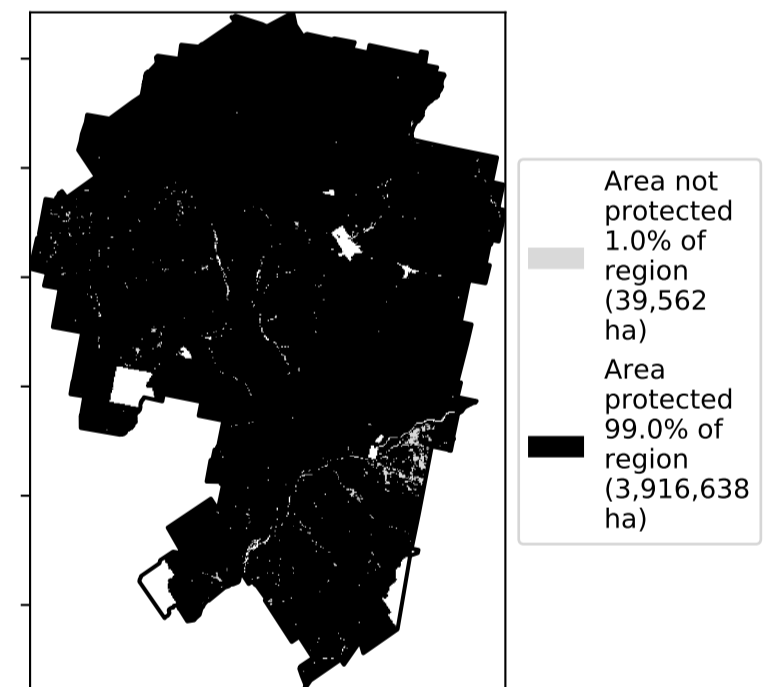 Area not
protected
1.0% of
region
(39,562
ha)
Area
protected
99.0% of
region
(3,916,638
ha)